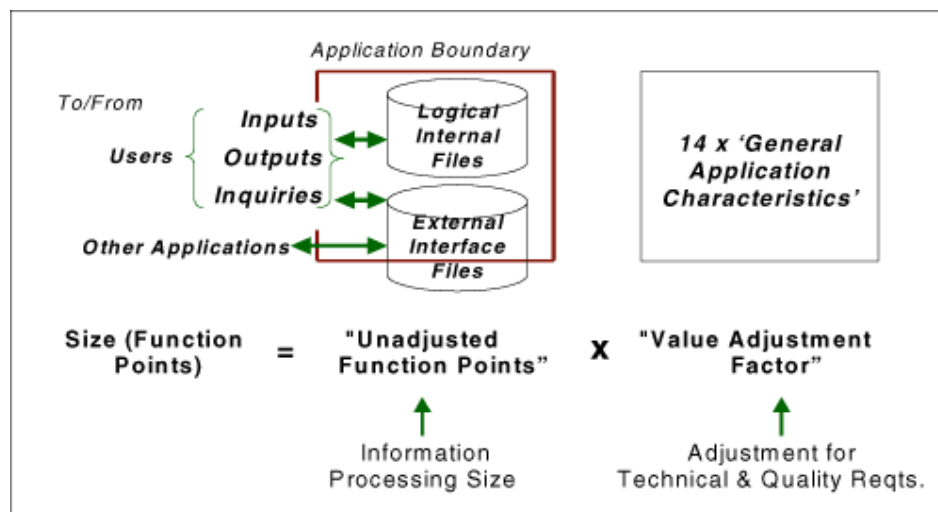 Application Boundary
To/From
Users
Inputs
Outputs
Inquiries
Other Applications
Logical
Internal
Files
External
Interface
Files
14 x ‘General
Application
Characteristics’
Size (Function
Points)
=
"Unadjusted
Function Points”
x
"Value Adjustment
Factor”
Information
Processing Size
Adjustment for
Technical & Quality Reqts.